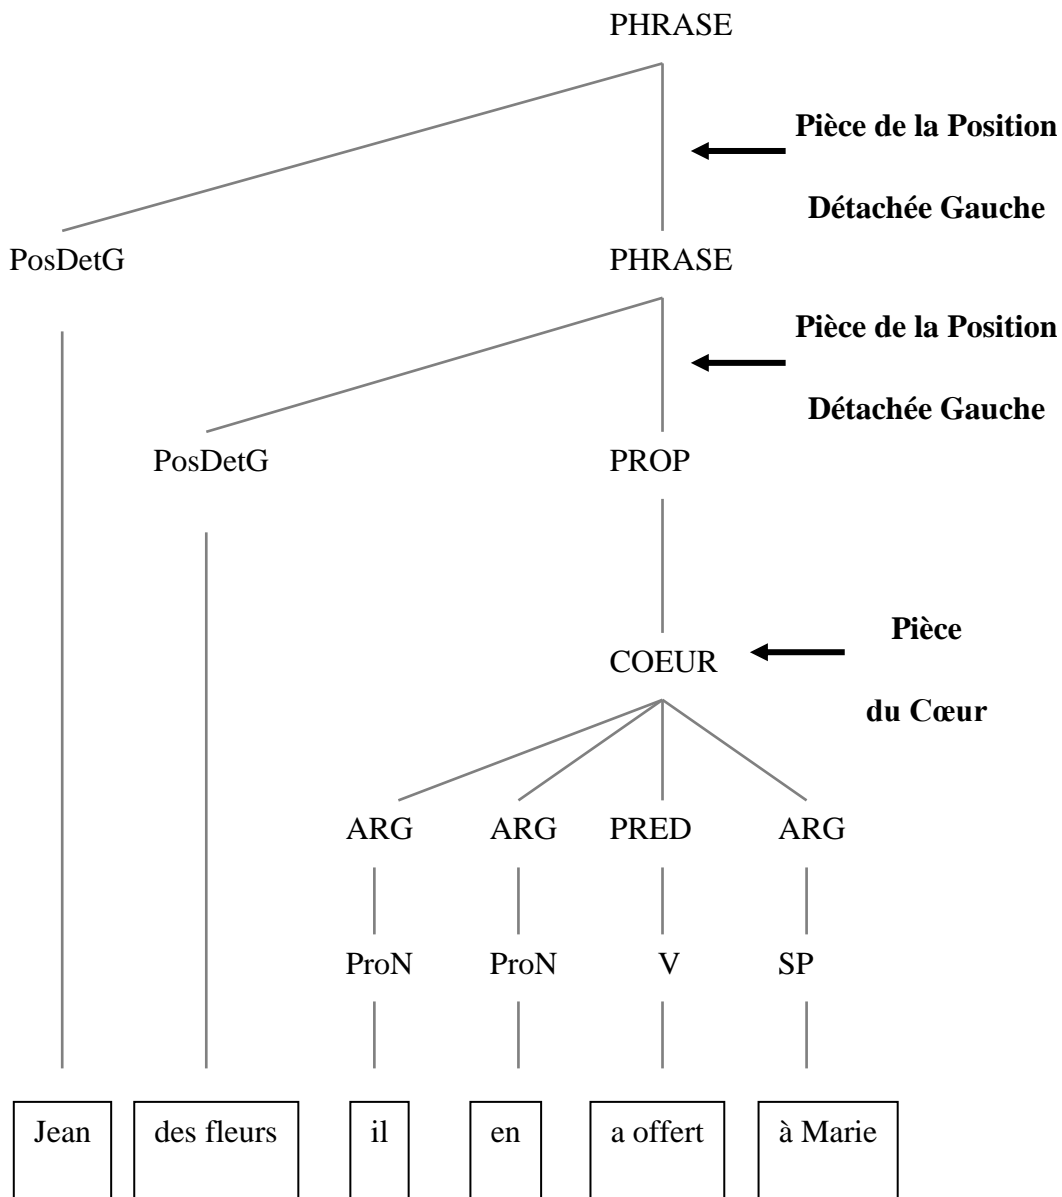 PHRASE
Pièce de la Position
Détachée Gauche
PosDetG PHRASE
Pièce de la Position
Détachée Gauche
PosDetG PROP
Pièce
COEUR
du Cœur
ARG ARG PRED ARG
ProN ProN V SP
Jean des fleurs il en a offert à Marie